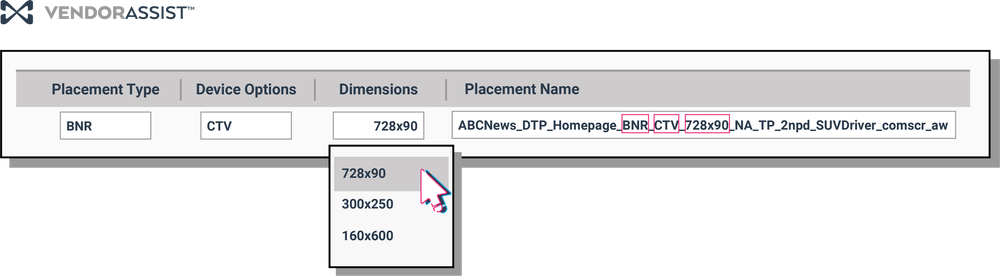 VENDORASSIST™
Placement Type Device Options Dimensions Placement Name
BNR CTV 728x90 ABCNews_DTP_Homepage_BNR_CTV_728x90_NA_TP_2npd_SUVDriver_comscr_aw
728x90
300x250
160x600